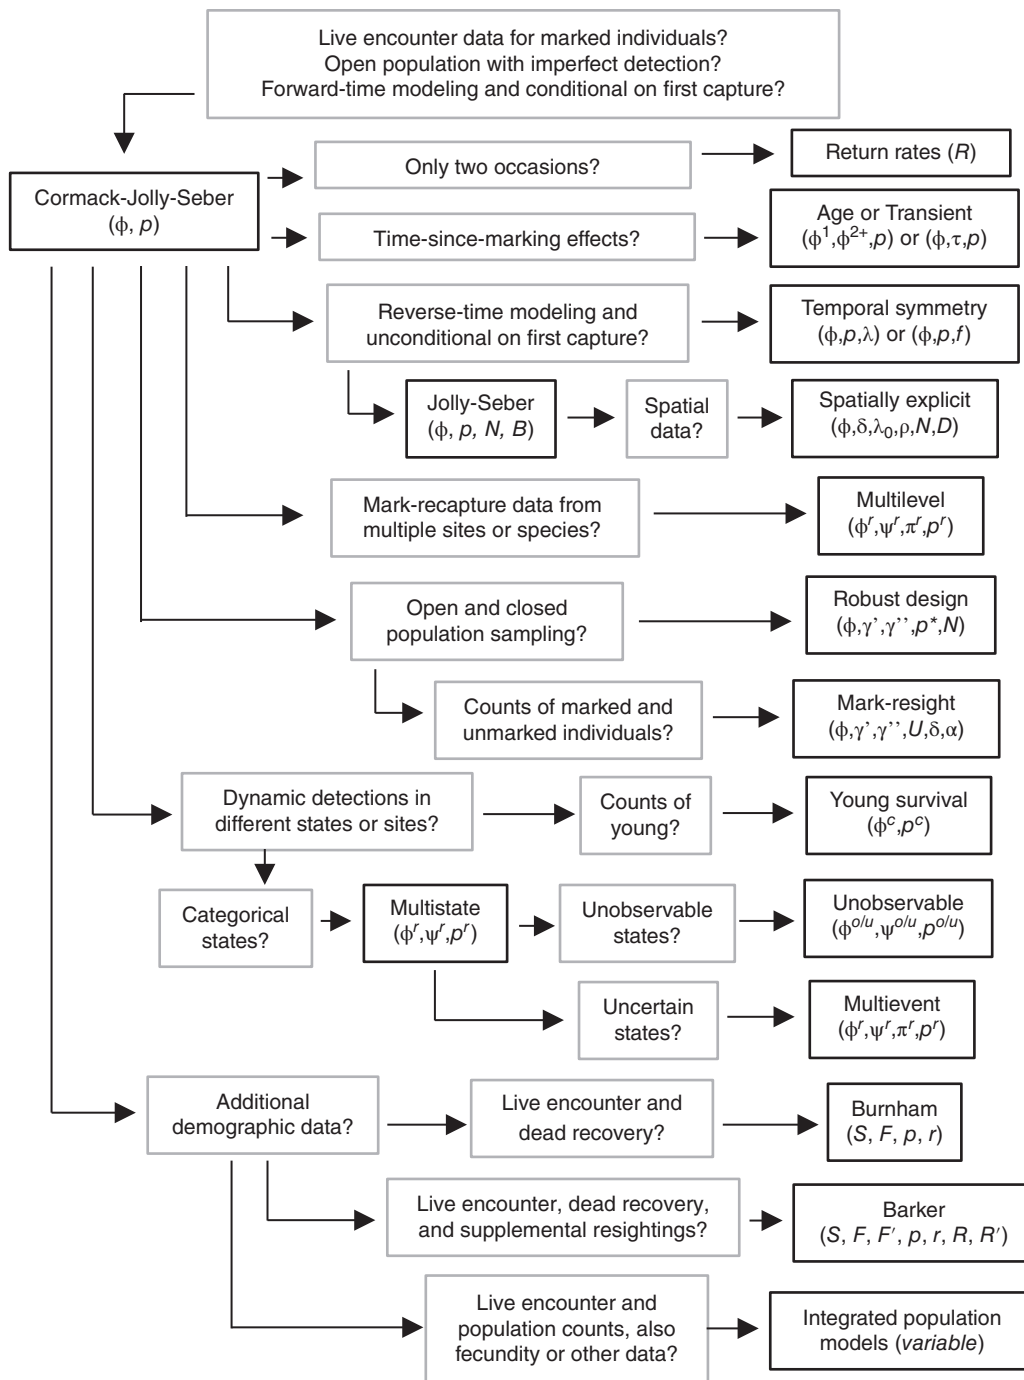 Live encounter data for marked individuals?
Open population with imperfect detection?
Forward-time modeling and conditional on first capture?
Only two occasions?
Return rates (R)
Cormack-Jolly-Seber
(ϕ, p)
Time-since-marking effects?
Age or Transient
(ϕ¹,ϕ²⁺,p) or (ϕ,τ,p)
Reverse-time modeling and
unconditional on first capture?
Temporal symmetry
(ϕ,p,λ) or (ϕ,p,f)
Jolly-Seber
(ϕ, p, N, B)
Spatial
data?
Spatially explicit
(ϕ,δ,λ₀,ρ,N,D)
Mark-recapture data from
multiple sites or species?
Multilevel
(ϕʳ,ψʳ,πʳ,pʳ)
Open and closed
population sampling?
Robust design
(ϕ,γ’,γ’’,p*,N)
Counts of marked and
unmarked individuals?
Mark-resight
(ϕ,γ’,γ’’,U,δ,α)
Dynamic detections in
different states or sites?
Counts of
young?
Young survival
(ϕᶜ,pᶜ)
Categorical
states?
Multistate
(ϕʳ,ψʳ,pʳ)
Unobservable
states?
Unobservable
(ϕᵒ/ᵘ,ψᵒ/ᵘ,pᵒ/ᵘ)
Uncertain
states?
Multievent
(ϕʳ,ψʳ,πʳ,pʳ)
Additional
demographic data?
Live encounter and
dead recovery?
Burnham
(S, F, p, r)
Live encounter, dead recovery,
and supplemental resightings?
Barker
(S, F, F′, p, r, R, R′)
Live encounter and
population counts, also
fecundity or other data?
Integrated population
models (variable)